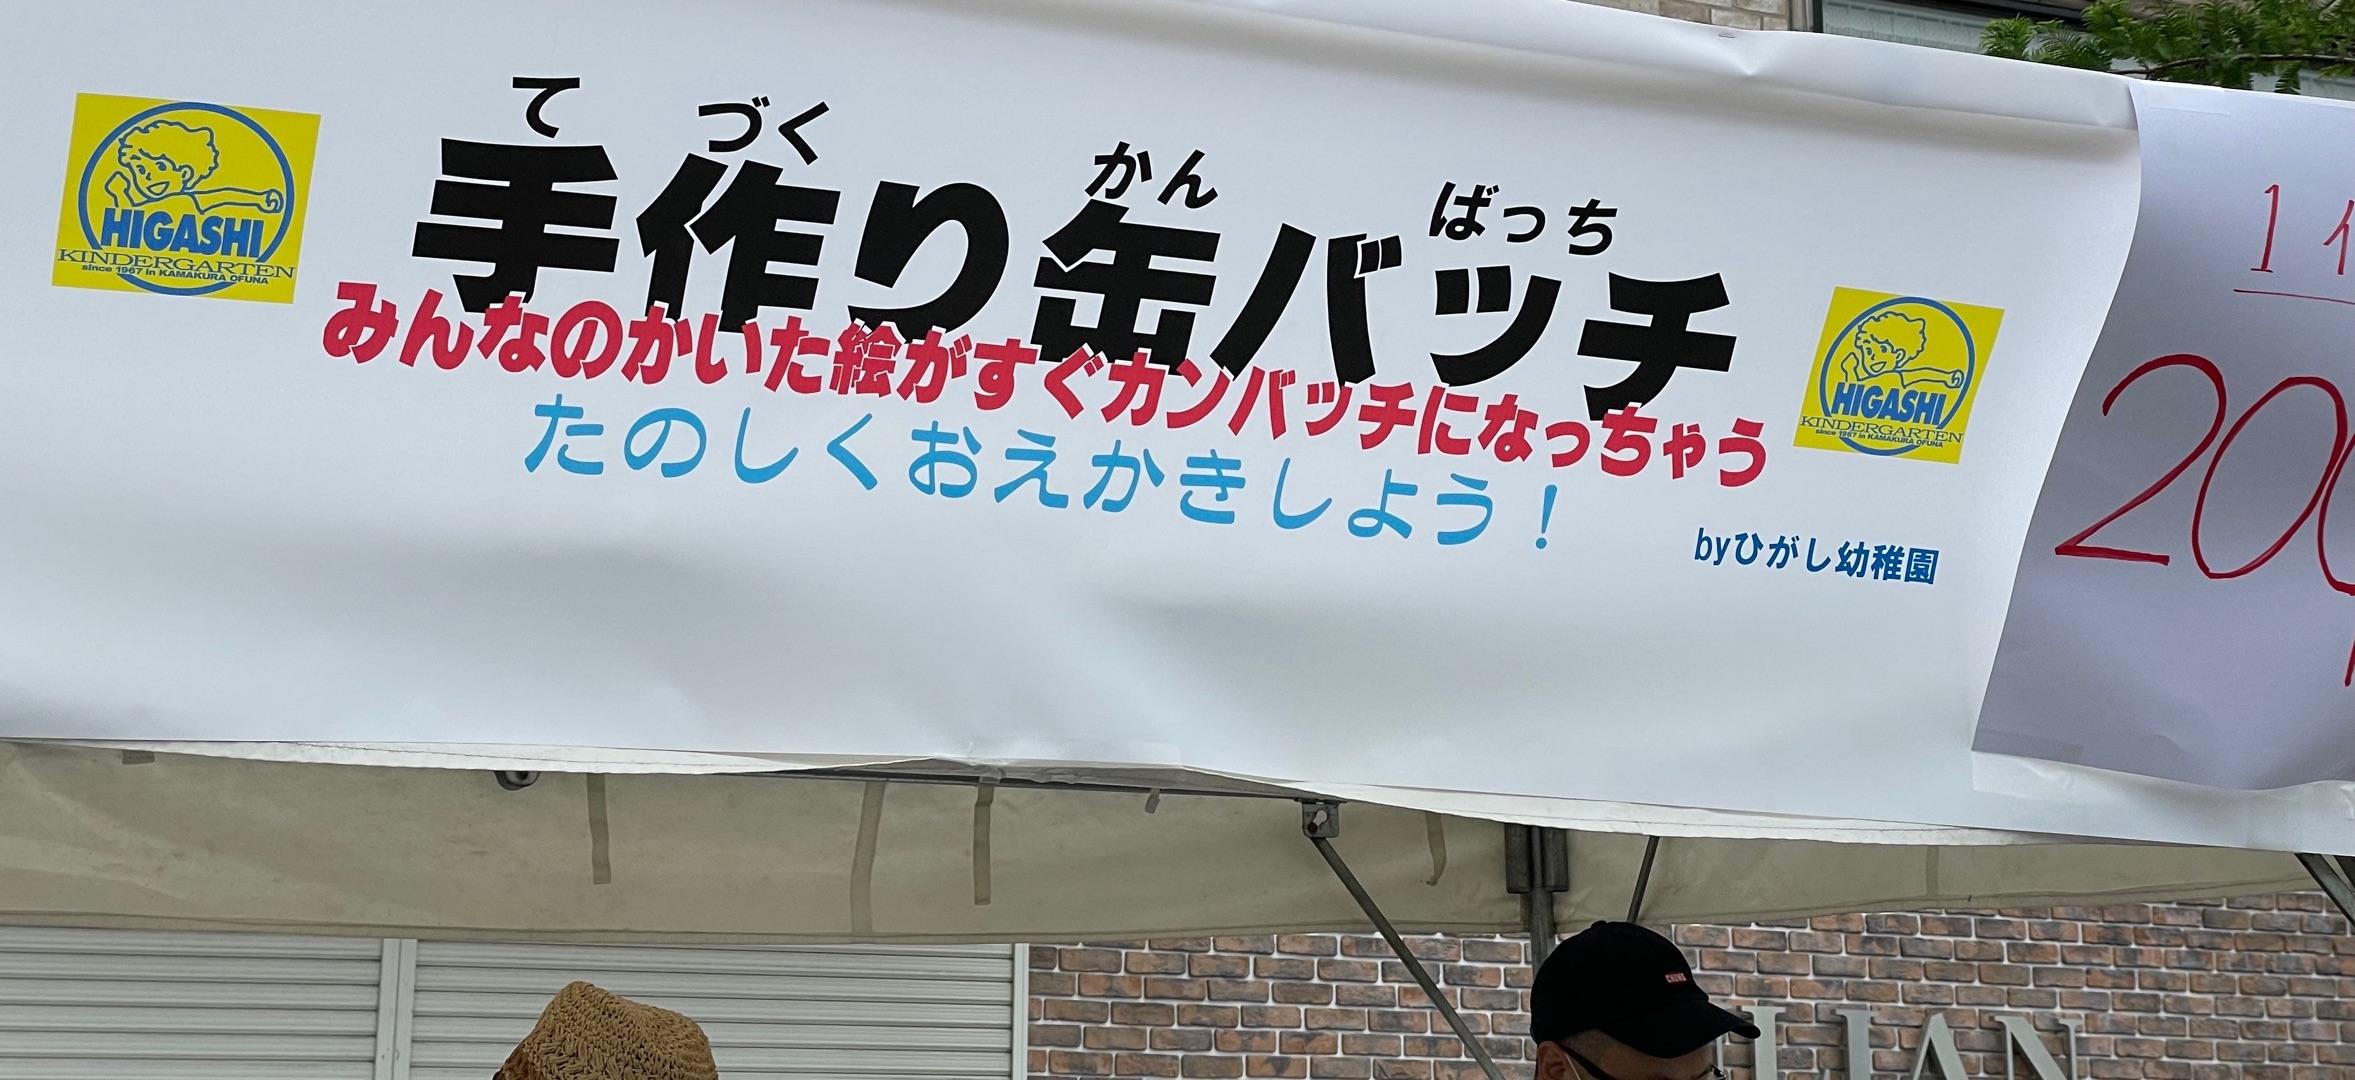 HIGASHI
KINDERGARTEN
since 1967 in KAMAKURA OFUNA
て づく かん ばっち
手作り缶バッチ
みんなのかいた絵がすぐカンバッチになっちゃう
たのしくおえかきしよう！
byひがし幼稚園
HIGASHI
KINDERGARTEN
since 1967 in KAMAKURA OFUNA
1
200